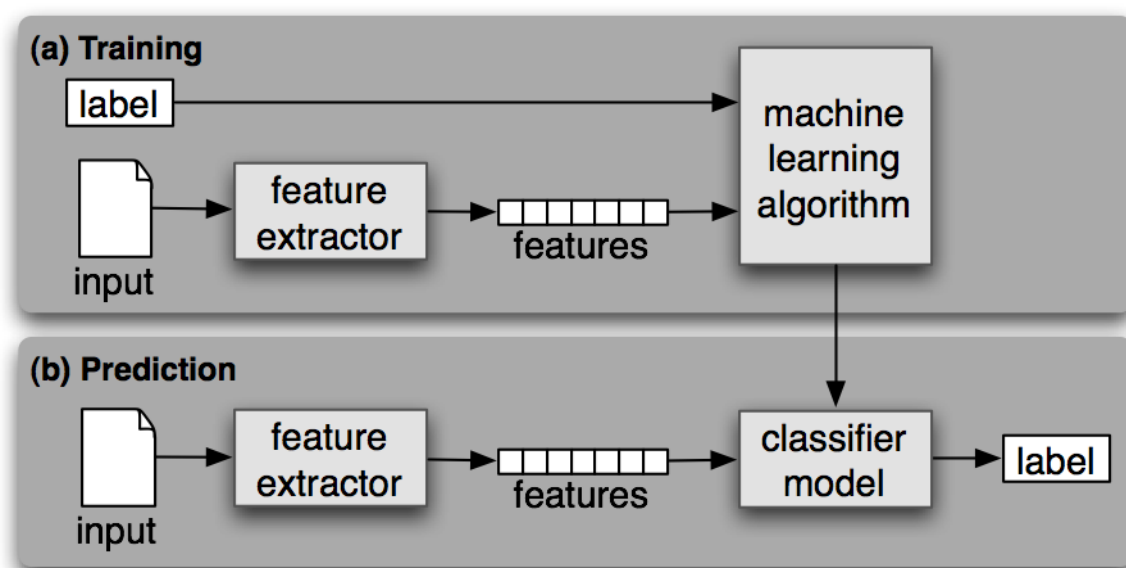 (a) Training
label
machine
learning
algorithm
feature
extractor
features
input
(b) Prediction
feature
extractor
features
classifier
model
label
input